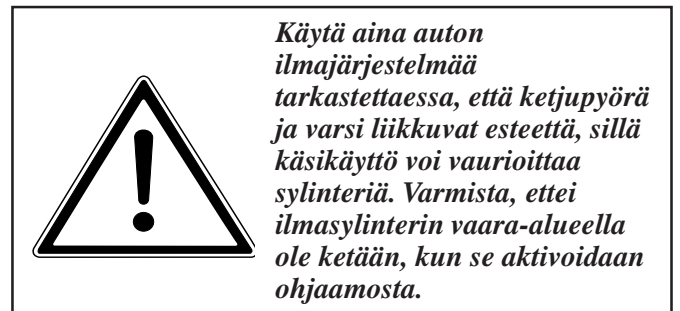 Käytä aina auton
ilmajärjestelmää
tarkastettaessa, että ketjupyörä
ja varsi liikkuvat esteettä, sillä
käsikäyttö voi vaurioittaa
sylinteriä. Varmista, ettei
ilmasylinterin vaara-alueella
ole ketään, kun se aktivoidaan
ohjaamosta.